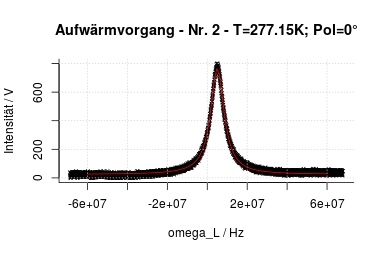 Aufwärmvorgang - Nr. 2 - T=277.15K; Pol=0°
Intensität / V
600
200
0
-6e+07 -2e+07 2e+07 6e+07
omega_L / Hz